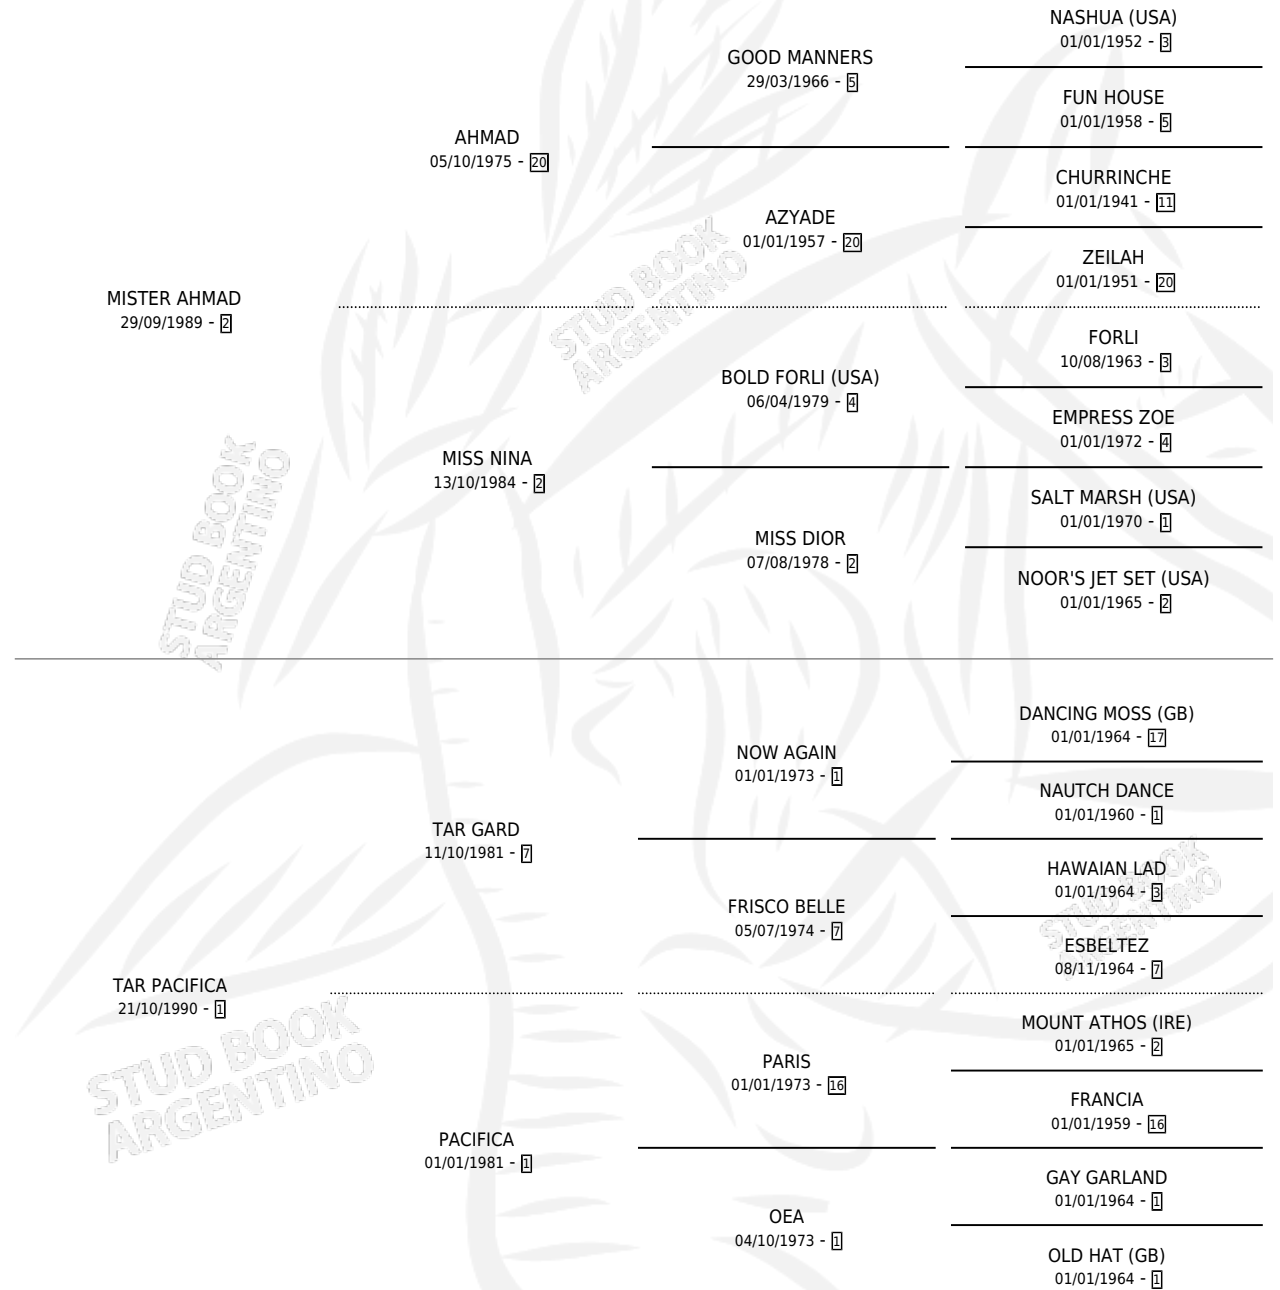 NASHUA (USA)
01/01/1952 - 3
GOOD MANNERS
29/03/1966 - 5
FUN HOUSE
01/01/1958 - 5
AHMAD
05/10/1975 - 20
CHURRINCHE
01/01/1941 - 11
AZYADE
01/01/1957 - 20
ZEILAH
01/01/1951 - 20
MISTER AHMAD
29/09/1989 - 2
STUD BOOK
ARGENTINO
FORLI
10/08/1963 - 3
BOLD FORLI (USA)
06/04/1979 - 4
EMPRESS ZOE
01/01/1972 - 4
MISS NINA
13/10/1984 - 2
SALT MARSH (USA)
01/01/1970 - 1
MISS DIOR
07/08/1978 - 2
NOOR'S JET SET (USA)
01/01/1965 - 2
STUD BOOK
ARGENTINO
DANCING MOSS (GB)
01/01/1964 - 17
NOW AGAIN
01/01/1973 - 1
NAUTCH DANCE
01/01/1960 - 1
TAR GARD
11/10/1981 - 7
HAWAIAN LAD
01/01/1964 - 3
FRISCO BELLE
05/07/1974 - 7
STUD BOOK
ARGENTINO
ESBELTEZ
08/11/1964 - 7
TAR PACIFICA
21/10/1990 - 1
MOUNT ATHOS (IRE)
01/01/1965 - 2
PARIS
01/01/1973 - 16
FRANCIA
01/01/1959 - 16
STUD BOOK
ARGENTINO
PACIFICA
01/01/1981 - 1
GAY GARLAND
01/01/1964 - 1
OEA
04/10/1973 - 1
OLD HAT (GB)
01/01/1964 - 1